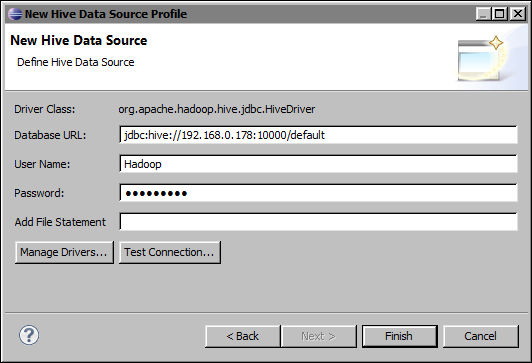 New Hive Data Source Profile
New Hive Data Source
Define Hive Data Source
Driver Class: org.apache.hadoop.hive.jdbc.HiveDriver
Database URL: jdbc:hive://192.168.0.178:10000/default
User Name: Hadoop
Password: •••••••••
Add File Statement
Manage Drivers... Test Connection...
? < Back Next > Finish Cancel